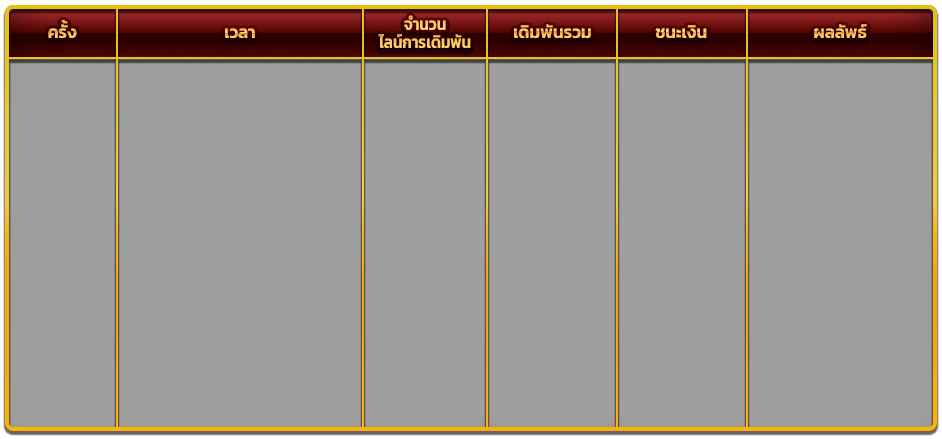 ครั้ง
เวลา
จำนวน
ไลน์การเดิมพัน
เดิมพันรวม
ชนะเงิน
ผลลัพธ์